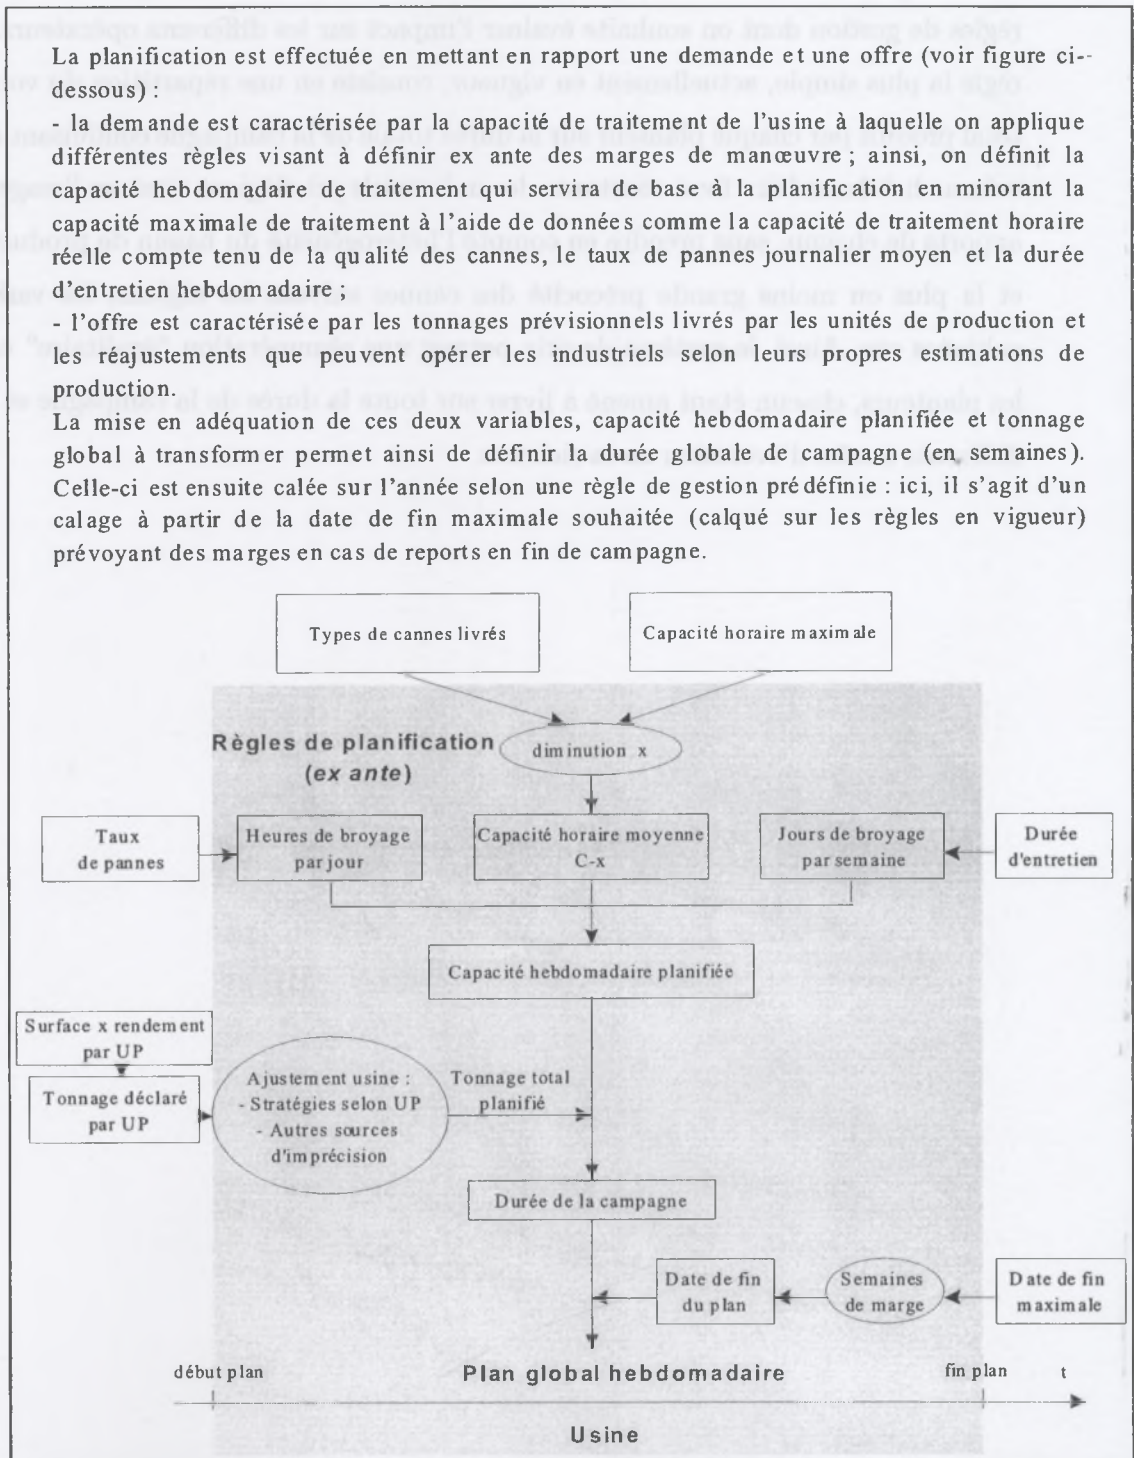 La planification est effectuée en mettant en rapport une demande et une offre (voir figure ci--
dessous) :
- la demande est caractérisée par la capacité de traitement de l'usine à laquelle on applique
différentes règles visant à définir ex ante des marges de manœuvre ; ainsi, on définit la
capacité hebdomadaire de traitement qui servira de base à la planification en minorant la
capacité maximale de traitement à l'aide de données comme la capacité de traitement horaire
réelle compte tenu de la qualité des cannes, le taux de pannes journalier moyen et la durée
d'entretien hebdomadaire ;
- l'offre est caractérisée par les tonnages prévisionnels livrés par les unités de production et
les réajustements que peuvent opérer les industriels selon leurs propres estimations de
production.
La mise en adéquation de ces deux variables, capacité hebdomadaire planifiée et tonnage
global à transformer permet ainsi de définir la durée globale de campagne (en semaines).
Celle-ci est ensuite calée sur l'année selon une règle de gestion prédéfinie : ici, il s'agit d'un
calage à partir de la date de fin maximale souhaitée (calqué sur les règles en vigueur)
prévoyant des marges en cas de reports en fin de campagne.
Types de cannes livrés
Capacité horaire maximale
Règles de planification
(ex ante)
diminution x
Taux
de pannes
Heures de broyage
par jour
Capacité horaire moyenne
C-x
Jours de broyage
par semaine
Durée
d'entretien
Capacité hebdomadaire planifiée
Surface x rendement
par UP
Tonnage déclaré
par UP
Ajustement usine :
- Stratégies selon UP
- Autres sources
d'imprécision
Tonnage total
planifié
Durée de la campagne
Date de fin
du plan
Semaines
de marge
Date de fin
maximale
début plan
Plan global hebdomadaire
fin plan
t
Usine